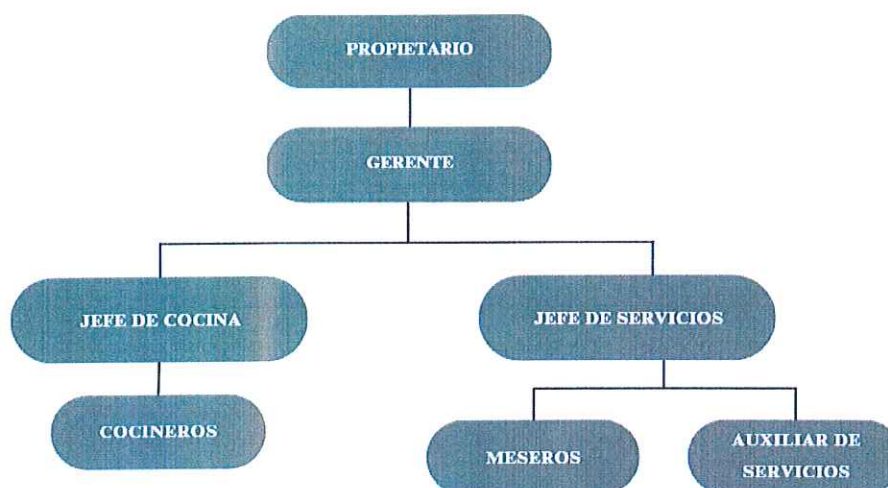 PROPIETARIO
GERENTE
JEFE DE COCINA
JEFE DE SERVICIOS
COCINEROS
MESEROS
AUXILIAR DE
SERVICIOS